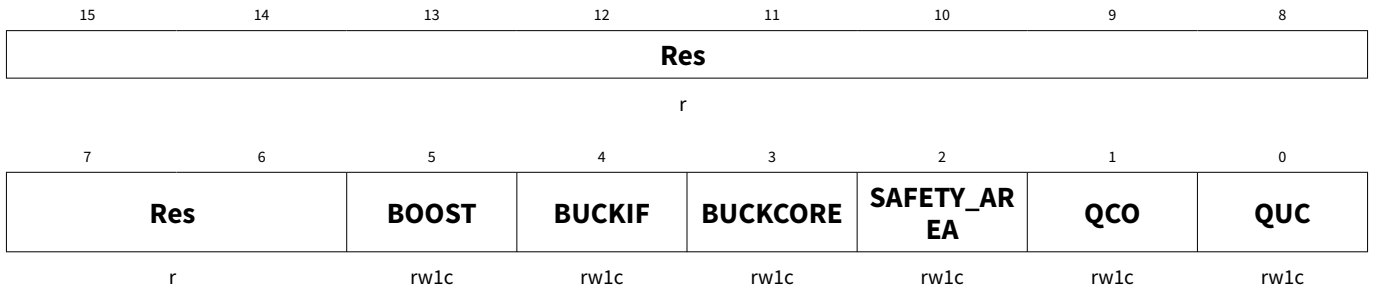 15 14 13 12 11 10 9 8
Res
r
7 6 5 4 3 2 1 0
Res BOOST BUCKIF BUCKCORE SAFETY_AR QCO QUC
EA
r rw1c rw1c rw1c rw1c rw1c rw1c